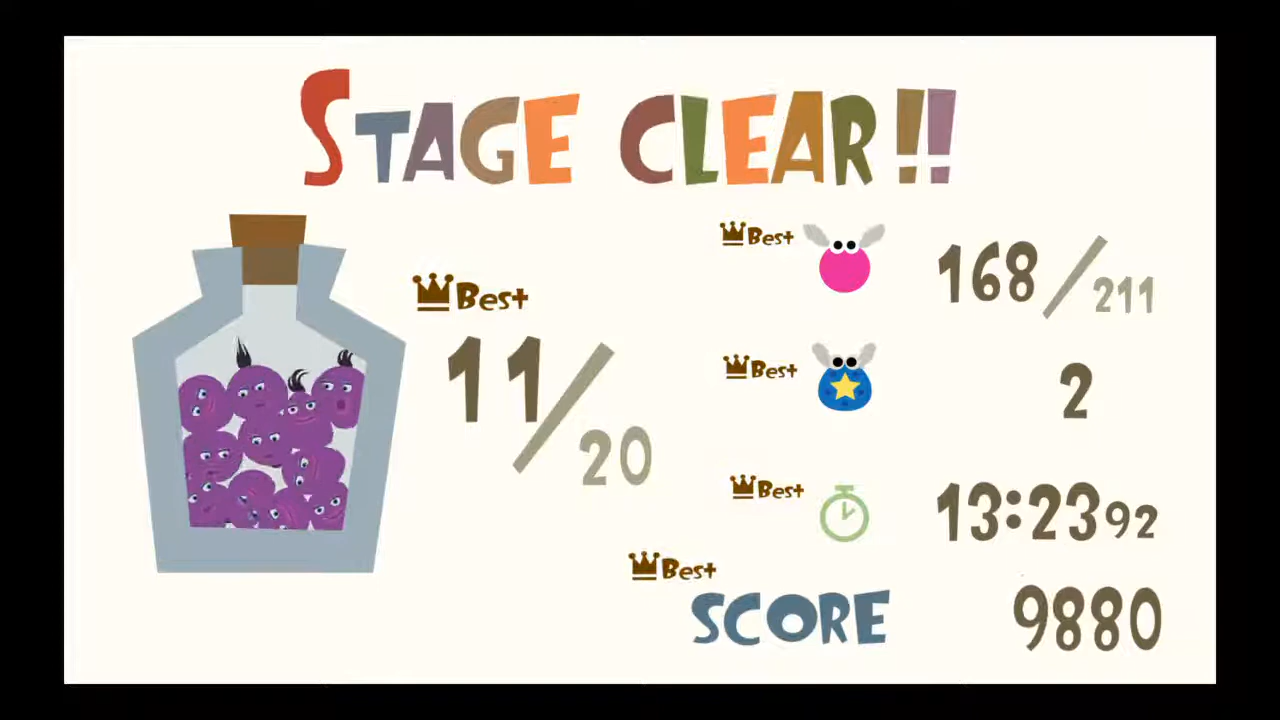 STAGE CLEAR!!
Best
11/20
Best
168/211
Best
2
Best
13:23 92
Best
SCORE 9880